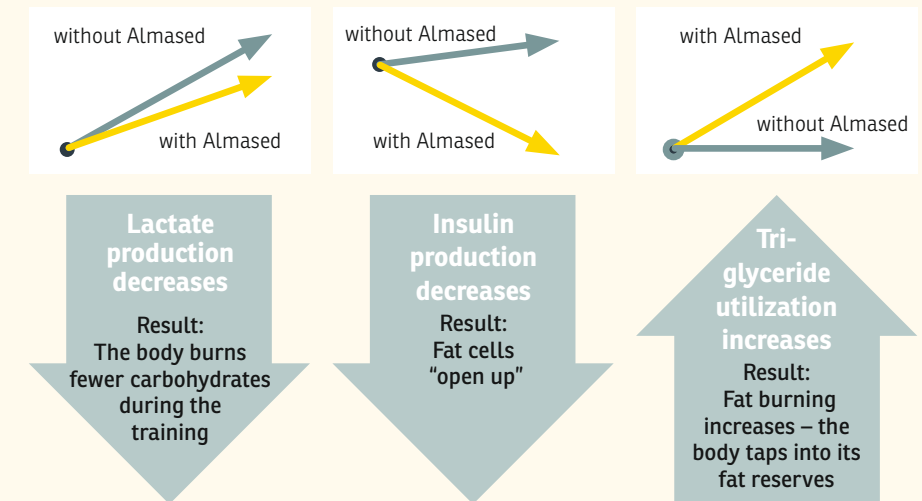 without Almased
with Almased
without Almased
with Almased
with Almased
without Almased
Lactate
production
decreases
Result:
The body burns
fewer carbohydrates
during the
training
Insulin
production
decreases
Result:
Fat cells
“open up”
Tri-
glyceride
utilization
increases
Result:
Fat burning
increases – the
body taps into its
fat reserves